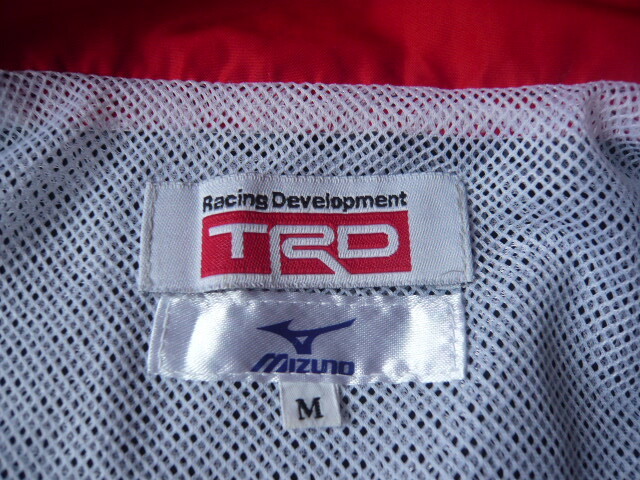 Racing Development
TRD
MIZUNO
M